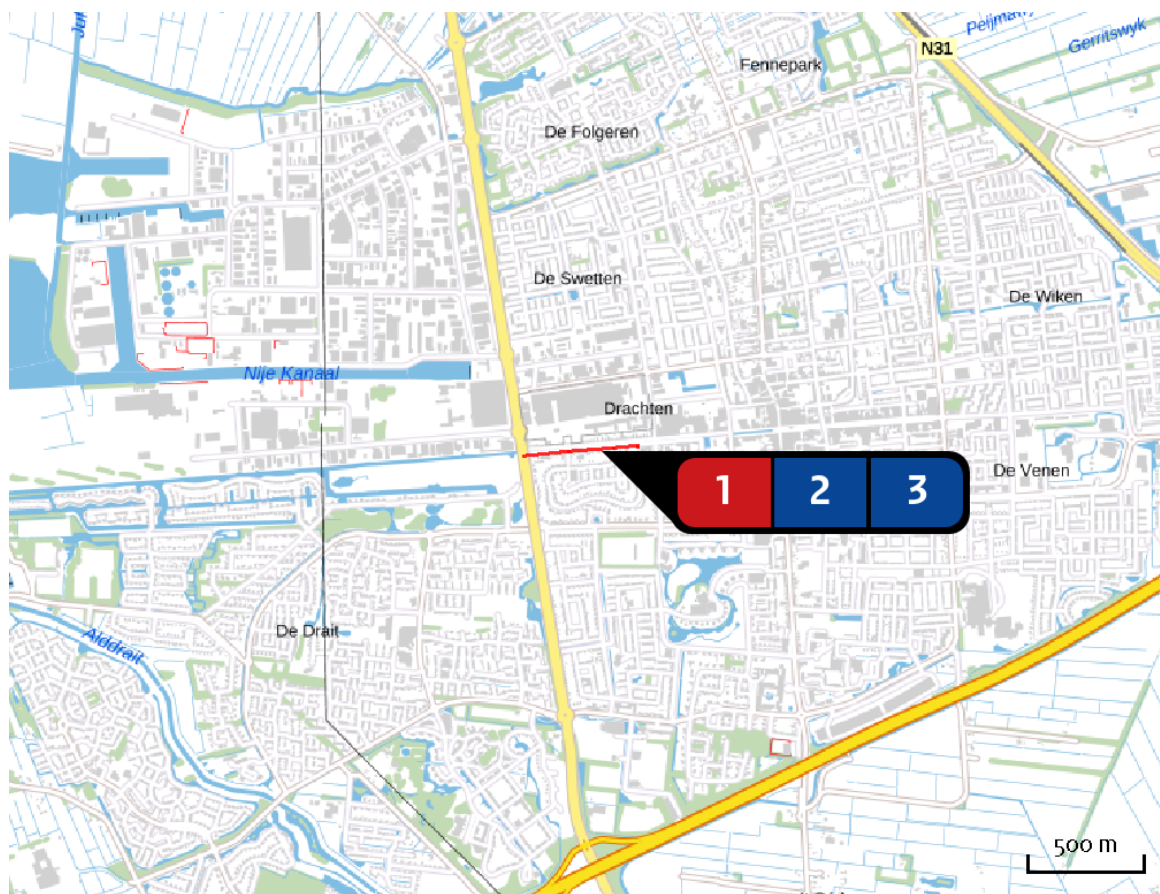 N31
Gerritswyk
Fennepark
De Folgeren
De Swetten
De Wiken
Nije Kanaal
Drachten
De Venen
1 2 3
Alddrait
De Drait
500 m